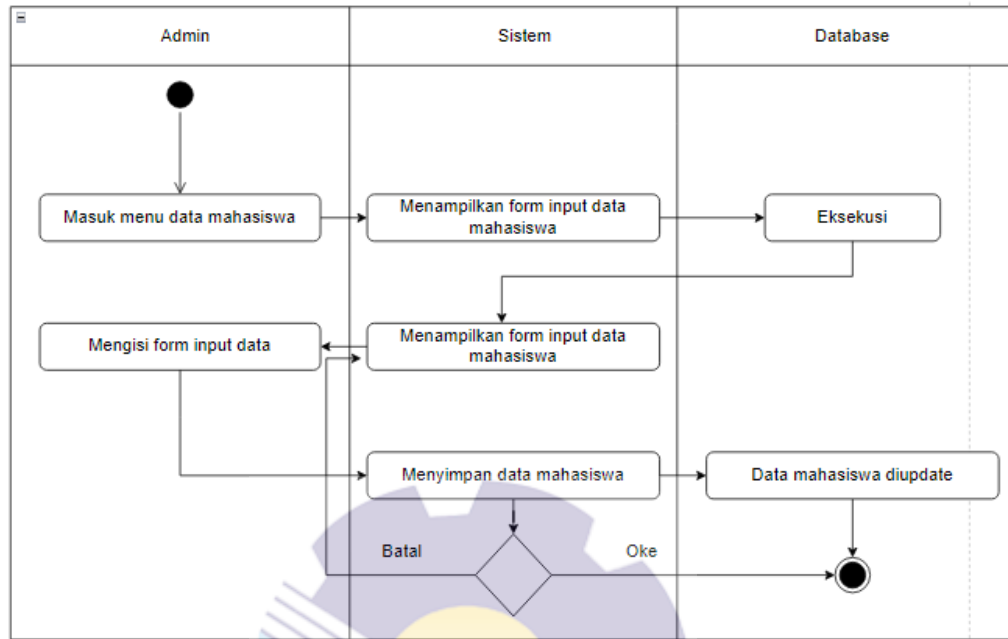 Admin
Sistem
Database
Masuk menu data mahasiswa
Menampilkan form input data
mahasiswa
Eksekusi
Mengisi form input data
Menampilkan form input data
mahasiswa
Menyimpan data mahasiswa
Data mahasiswa diupdate
Batal
Oke